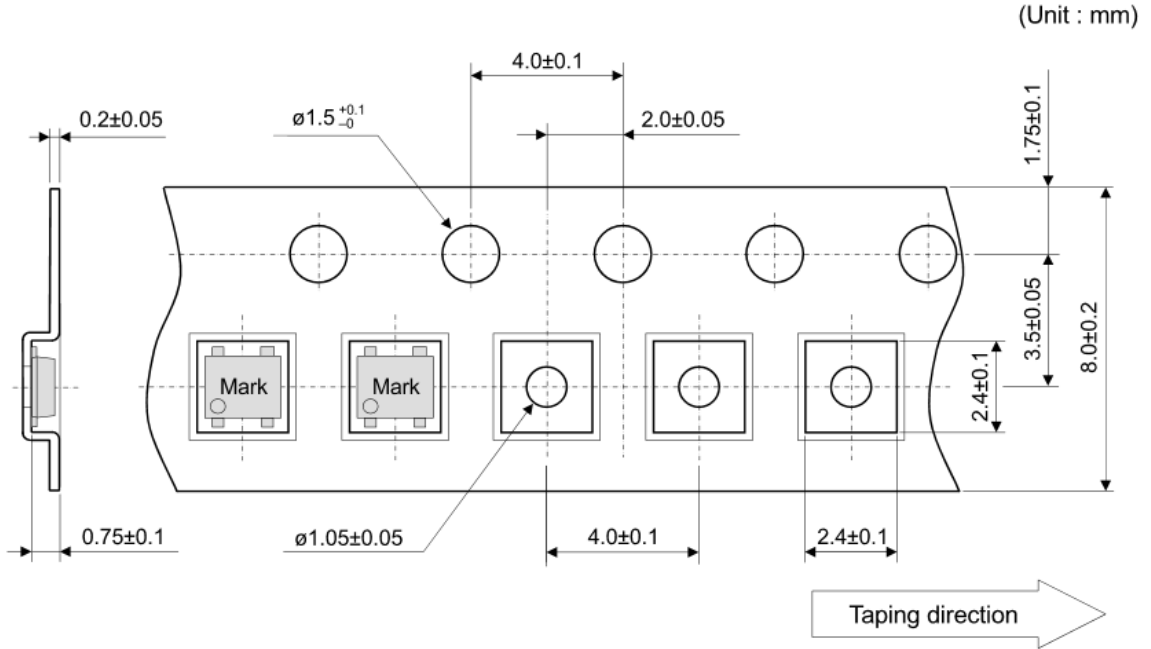 (Unit : mm)
4.0±0.1
0.2±0.05
ø1.5 +0.1 –0
2.0±0.05
1.75±0.1
3.5±0.05
8.0±0.2
2.4±0.1
Mark
Mark
0.75±0.1
ø1.05±0.05
4.0±0.1
2.4±0.1
Taping direction